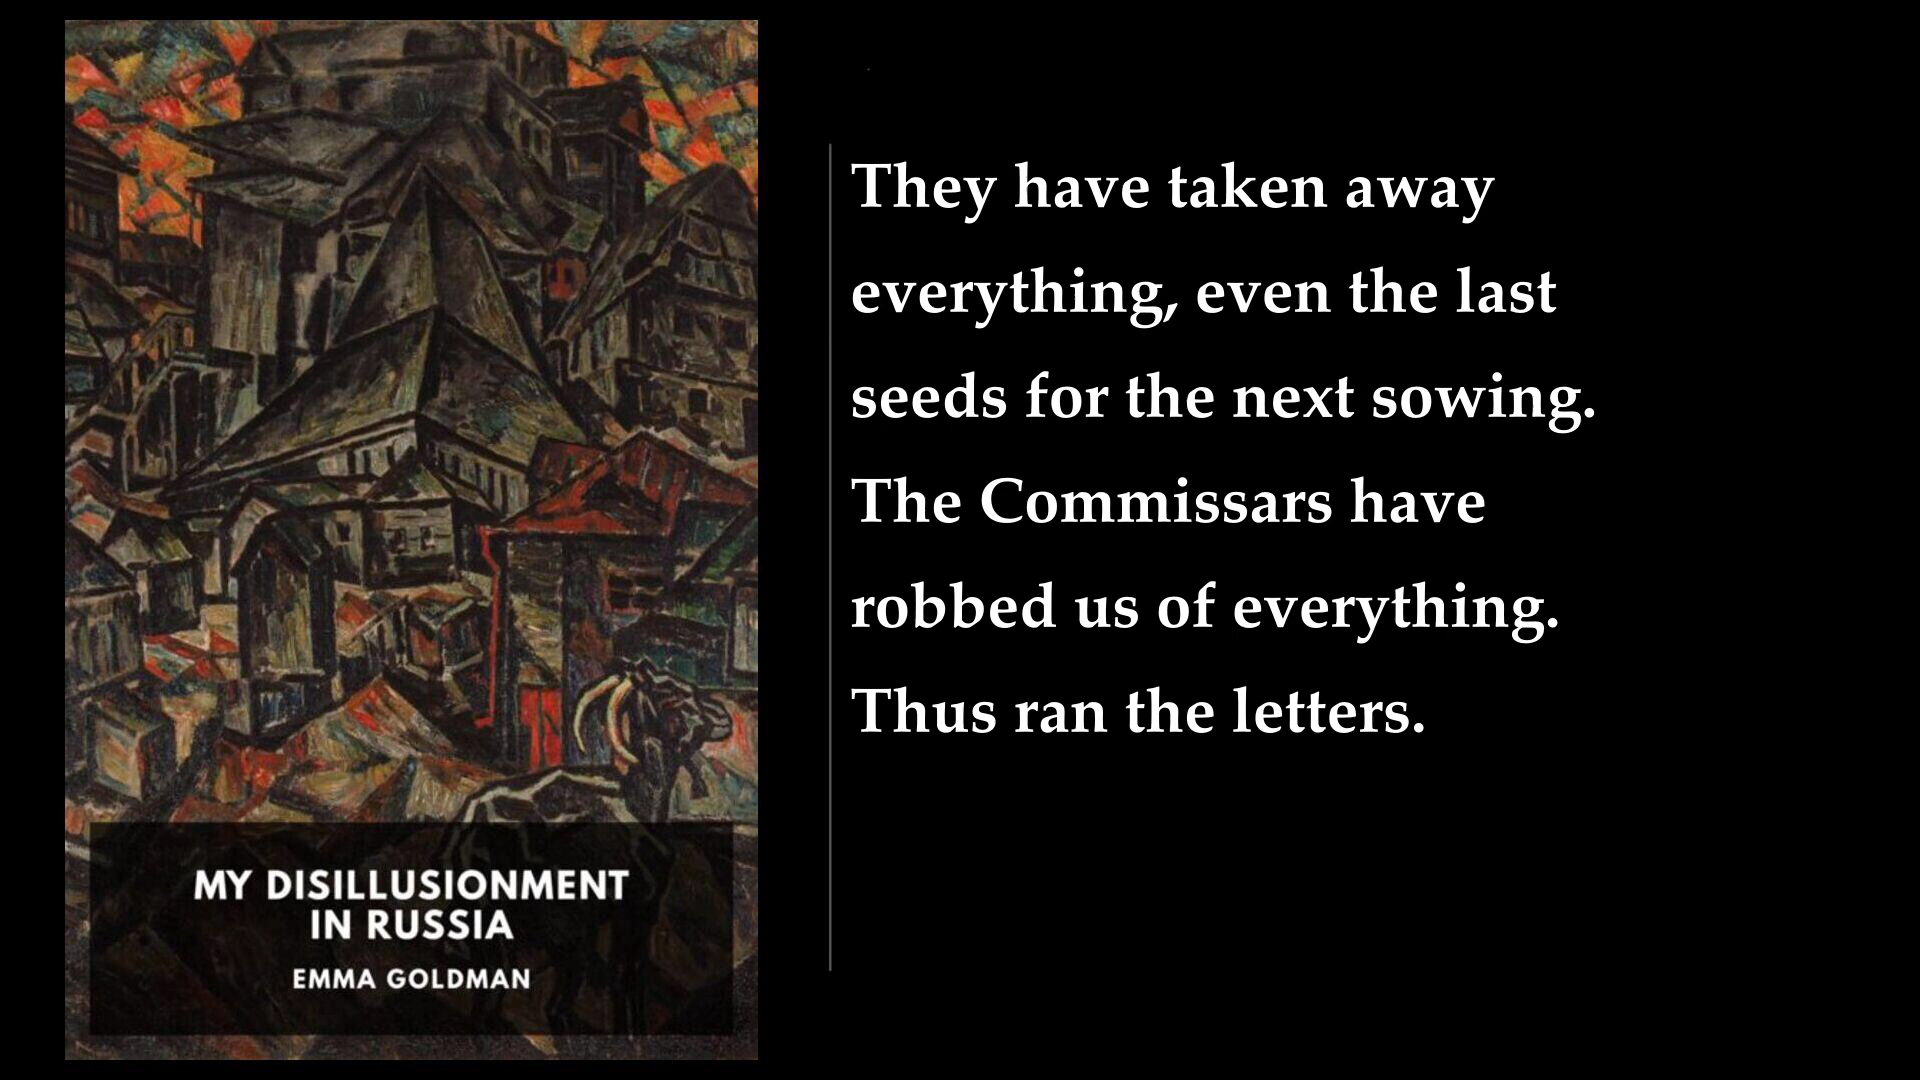 They have taken away
everything, even the last
seeds for the next sowing.
The Commissars have
robbed us of everything.
Thus ran the letters.
MY DISILLUSIONMENT
IN RUSSIA
EMMA GOLDMAN